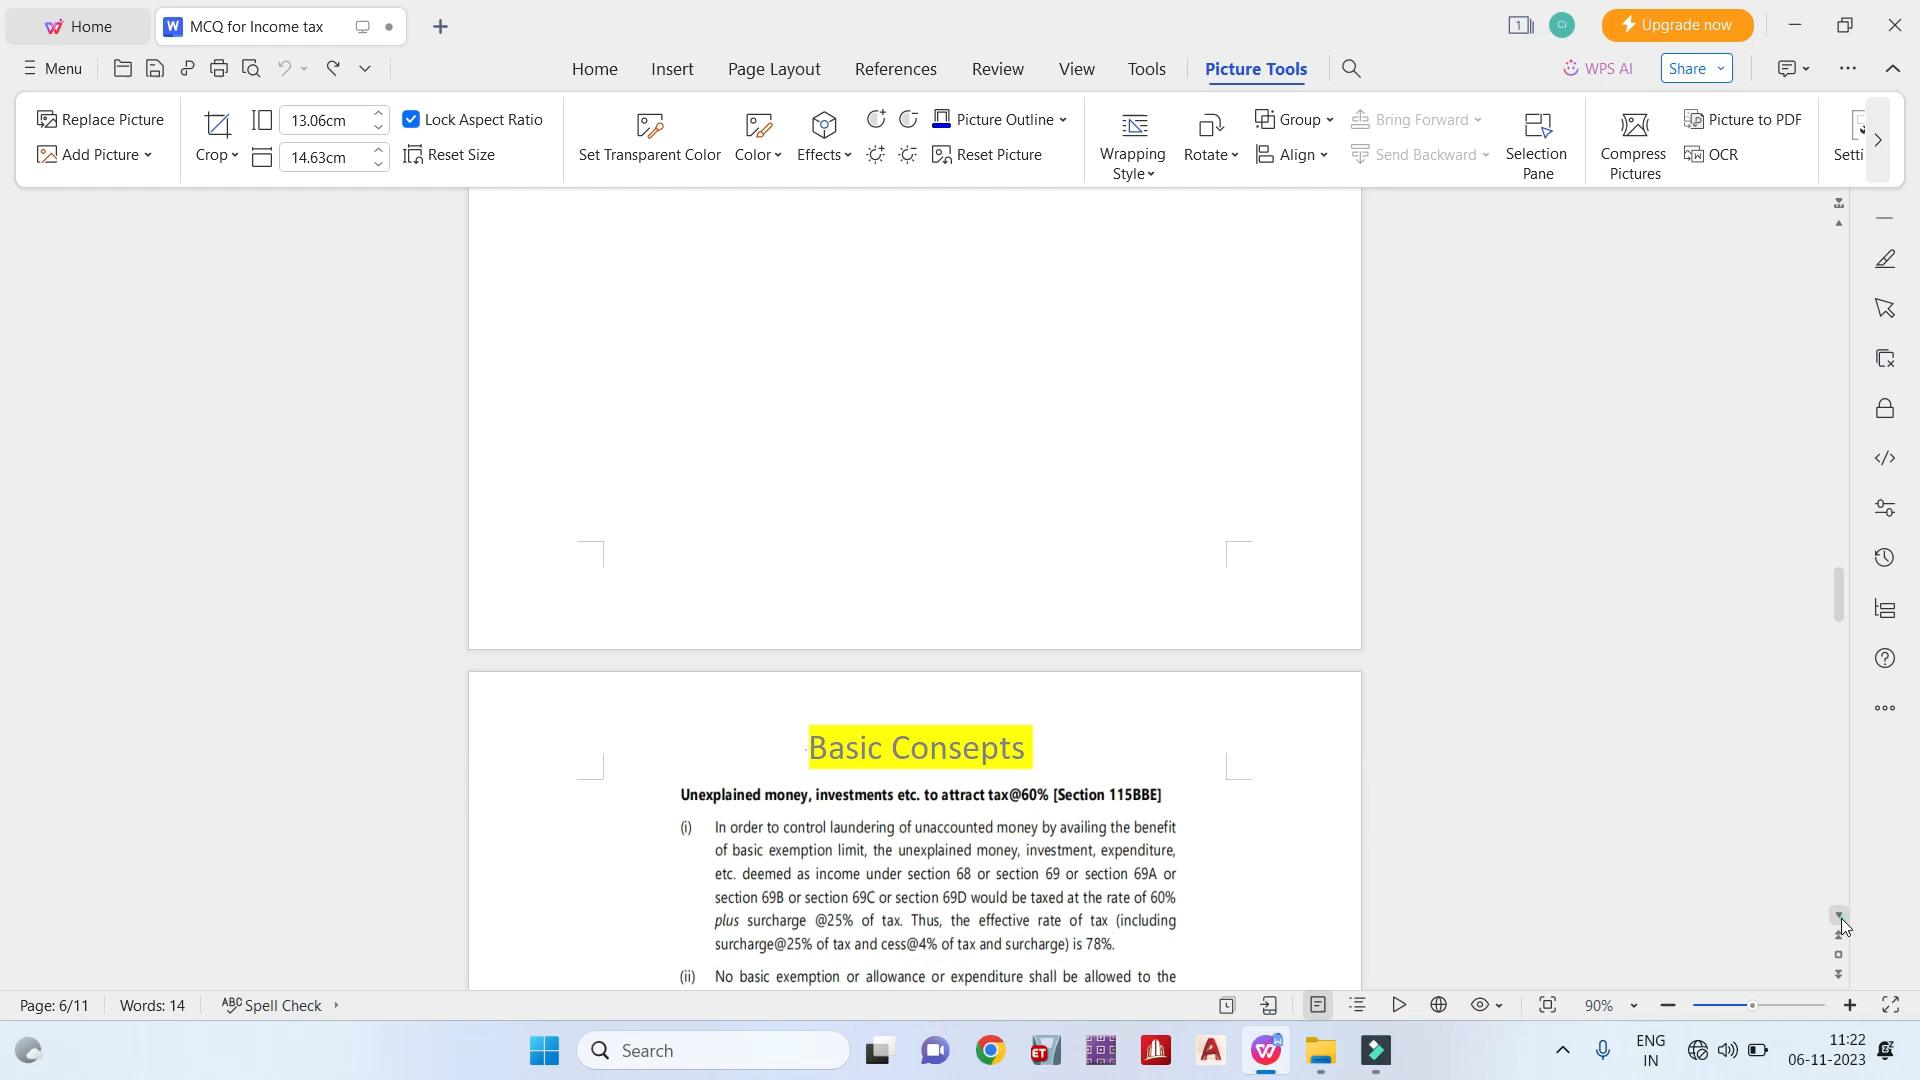 Home
MCQ for Income tax
Upgrade now
Menu
Home Insert Page Layout References Review View Tools Picture Tools
WPS AI
Share
Replace Picture
13.06cm
Lock Aspect Ratio
Picture Outline
Group
Bring Forward
Picture to PDF
Add Picture
Crop
14.63cm
Reset Size
Set Transparent Color
Color
Effects
Reset Picture
Wrapping
Style
Rotate
Align
Send Backward
Selection
Pane
Compress
Pictures
OCR
Setti
Basic Consepts
Unexplained money, investments etc. to attract tax@60% [Section 115BBE]
(i) In order to control laundering of unaccounted money by availing the benefit
of basic exemption limit, the unexplained money, investment, expenditure,
etc. deemed as income under section 68 or section 69 or section 69A or
section 69B or section 69C or section 69D would be taxed at the rate of 60%
plus surcharge @25% of tax. Thus, the effective rate of tax (including
surcharge@25% of tax and cess@4% of tax and surcharge) is 78%.
(ii) No basic exemption or allowance or expenditure shall be allowed to the
Page: 6/11 Words: 14 Spell Check
90%
Search
ENG
IN
11:22
06-11-2023